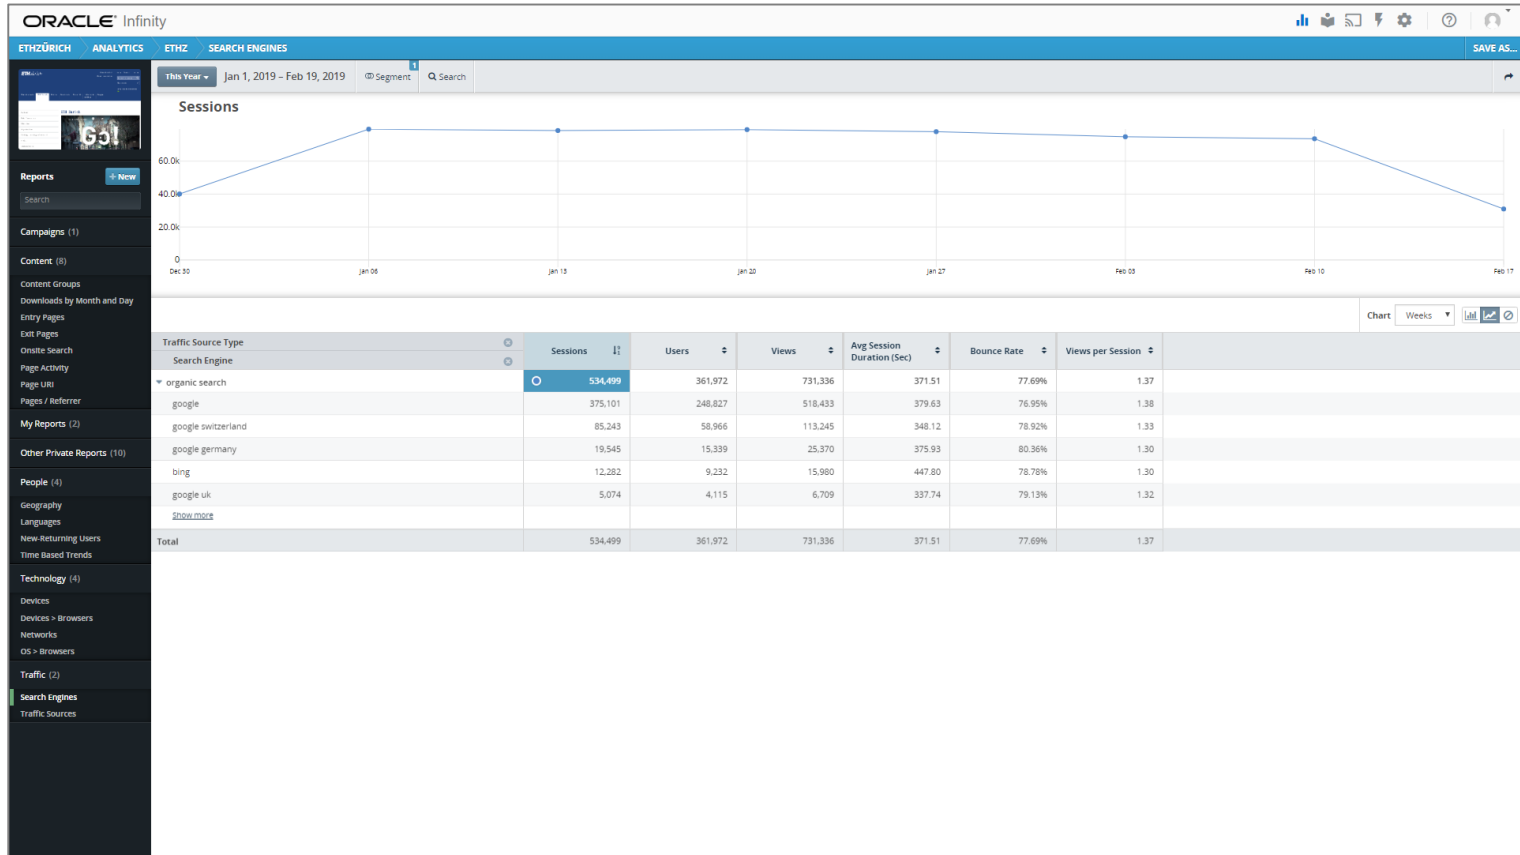 ORACLE® Infinity
ETHZÜRICH ANALYTICS ETHZ SEARCH ENGINES SAVE AS...
This Year Jan 1, 2019 – Feb 19, 2019 Segment 1 Search
Go!
Reports + New
Search
Campaigns (1)
Content (8)
Content Groups
Downloads by Month and Day
Entry Pages
Exit Pages
Onsite Search
Page Activity
Page URI
Pages / Referrer
My Reports (2)
Other Private Reports (10)
People (4)
Geography
Languages
New-Returning Users
Time Based Trends
Technology (4)
Devices
Devices > Browsers
Networks
OS > Browsers
Traffic (2)
Search Engines
Traffic Sources
Sessions
60.0k
40.0k
20.0k
0
Dec 30 Jan 06 Jan 13 Jan 20 Jan 27 Feb 03 Feb 10 Feb 17
Chart Weeks
Traffic Source Type
Search Engine
Sessions Users Views Avg Session Duration (Sec) Bounce Rate Views per Session
organic search 534,499 361,972 731,336 371.51 77.69% 1.37
google 375,101 248,827 518,433 379.63 76.95% 1.38
google switzerland 85,243 58,966 113,245 348.12 78.92% 1.33
google germany 19,545 15,339 25,370 375.93 80.36% 1.30
bing 12,282 9,232 15,980 447.80 78.78% 1.30
google uk 5,074 4,115 6,709 337.74 79.13% 1.32
Show more
Total 534,499 361,972 731,336 371.51 77.69% 1.37